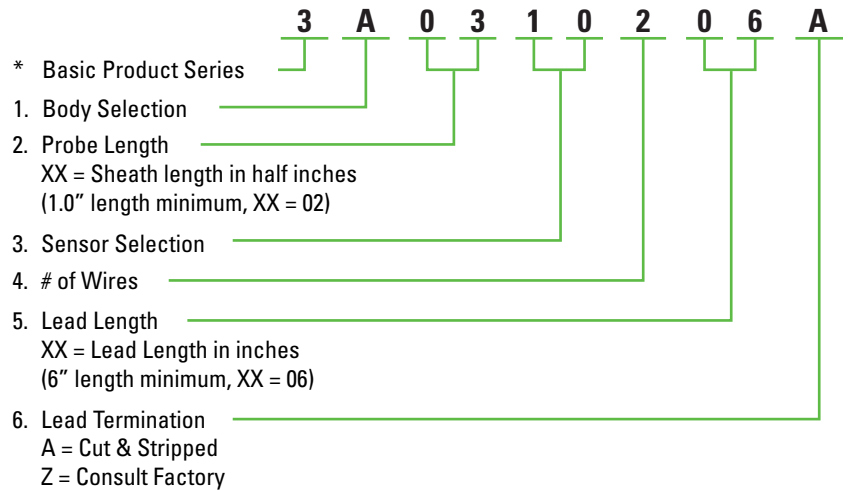 3 A 0 3 1 0 2 0 6 A
* Basic Product Series
1. Body Selection
2. Probe Length
XX = Sheath length in half inches
(1.0” length minimum, XX = 02)
3. Sensor Selection
4. # of Wires
5. Lead Length
XX = Lead Length in inches
(6” length minimum, XX = 06)
6. Lead Termination
A = Cut & Stripped
Z = Consult Factory